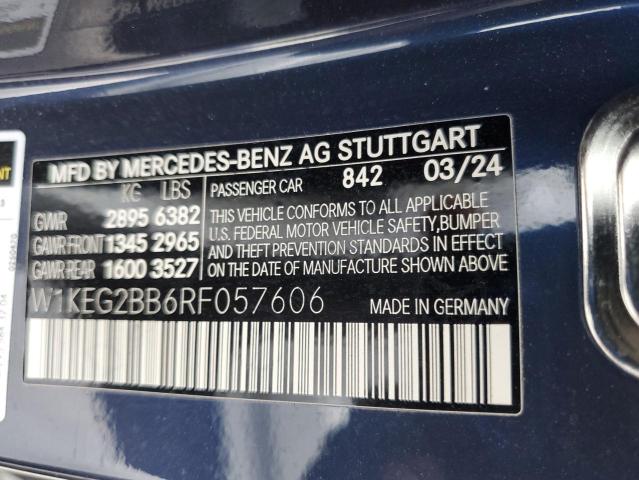 MFD BY MERCEDES-BENZ AG STUTTGART
KG LBS PASSENGER CAR 842 03/24
GVWR 2895 6382
GAWR FRONT 1345 2965
GAWR REAR 1600 3527
THIS VEHICLE CONFORMS TO ALL APPLICABLE
U.S. FEDERAL MOTOR VEHICLE SAFETY,BUMPER
AND THEFT PREVENTION STANDARDS IN EFFECT
ON THE DATE OF MANUFACTURE SHOWN ABOVE
W1KEG2BB6RF057606 MADE IN GERMANY